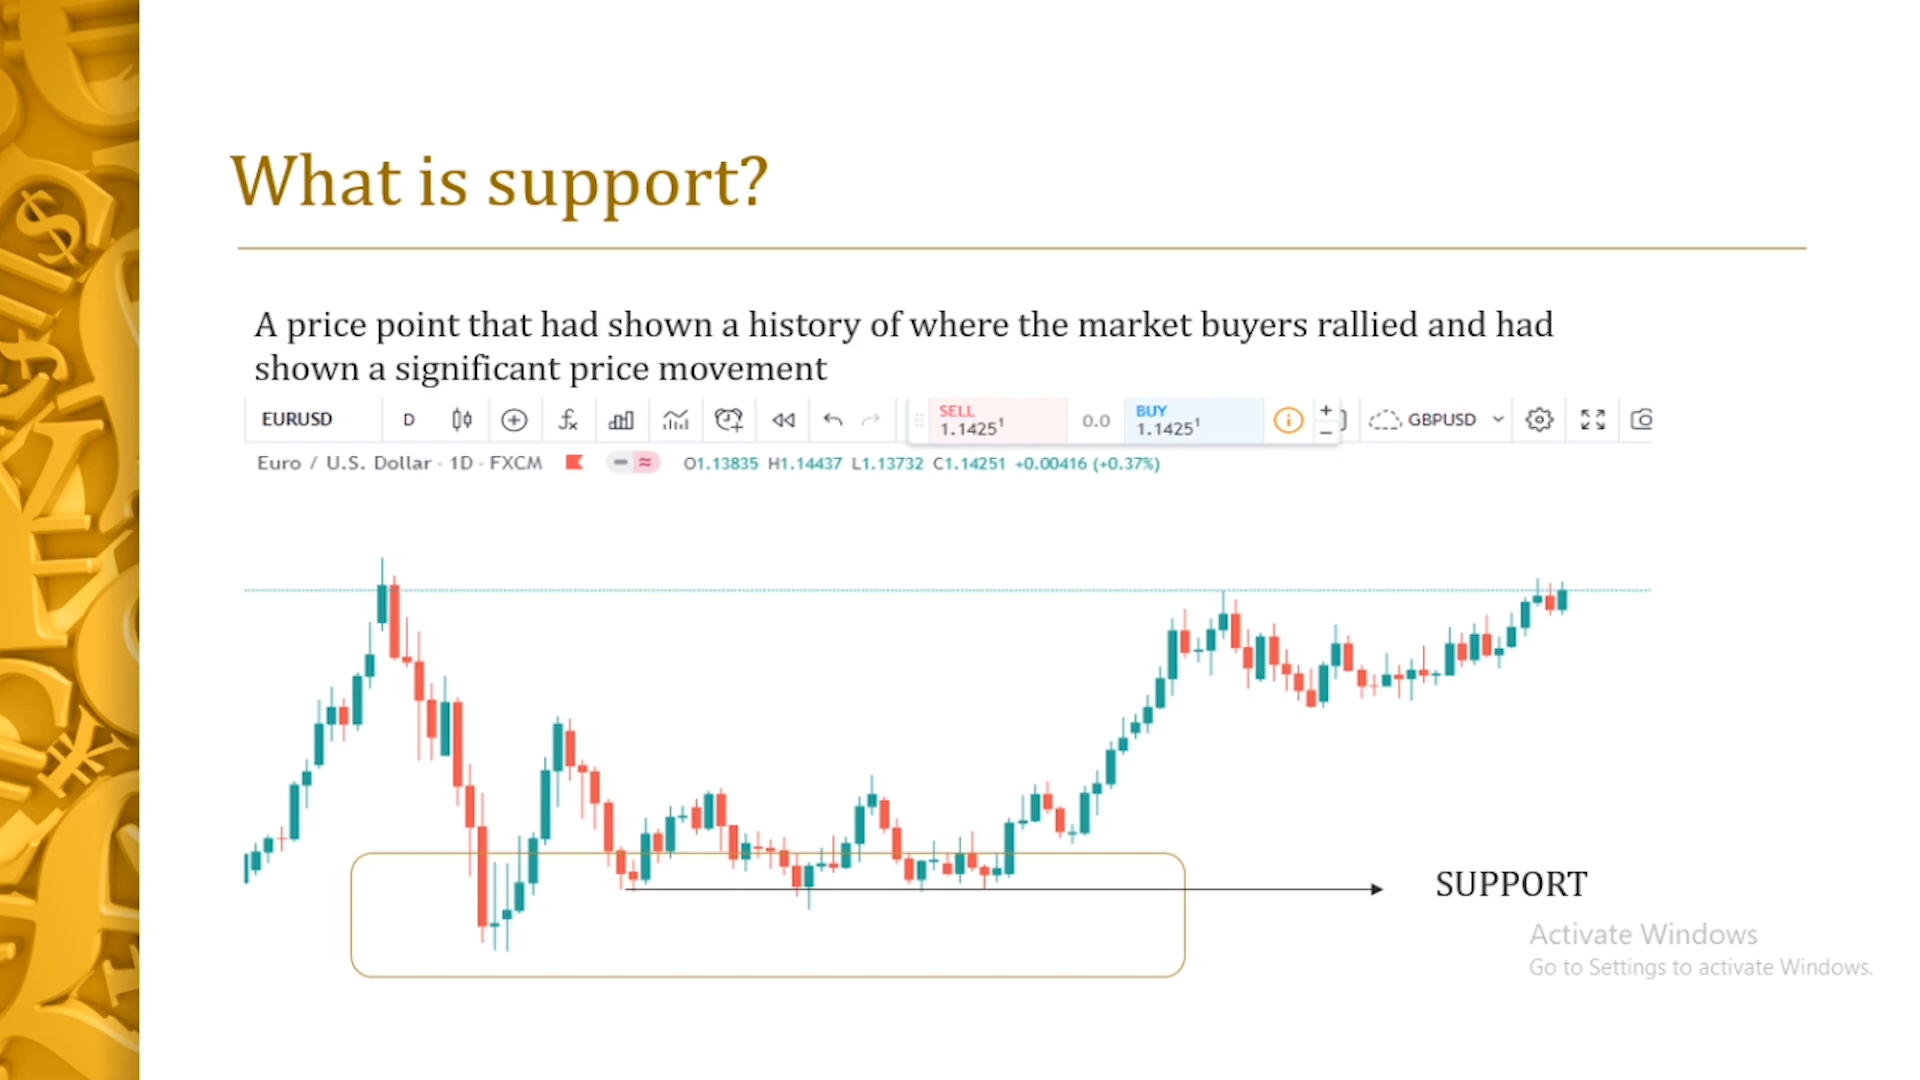 What is support?
A price point that had shown a history of where the market buyers rallied and had
shown a significant price movement
EURUSD D SELL 1.1425¹ 0.0 BUY 1.1425¹ GBPUSD
Euro / U.S. Dollar · 1D · FXCM O1.13835 H1.14437 L1.13732 C1.14251 +0.00416 (+0.37%)
SUPPORT
Activate Windows
Go to Settings to activate Windows.